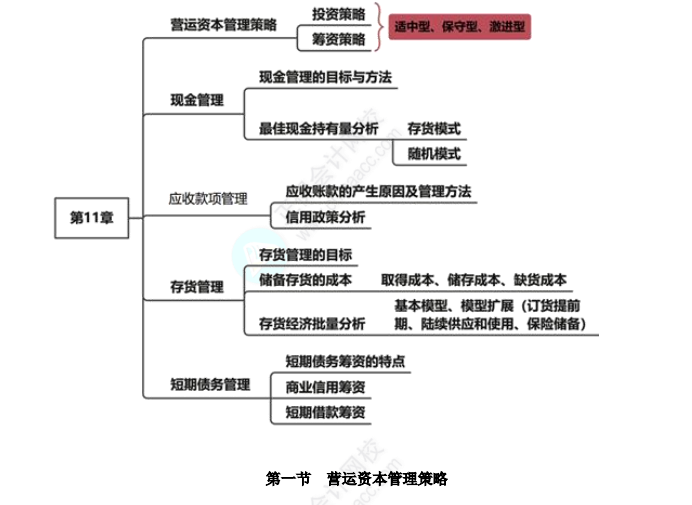 第11章
营运资本管理策略
投资策略
筹资策略
适中型、保守型、激进型
现金管理
现金管理的目标与方法
最佳现金持有量分析
存货模式
随机模式
应收款项管理
应收账款的产生原因及管理方法
信用政策分析
存货管理
存货管理的目标
储备存货的成本
取得成本、储存成本、缺货成本
存货经济批量分析
基本模型、模型扩展（订货提前
期、陆续供应和使用、保险储备）
短期债务管理
短期债务筹资的特点
商业信用筹资
短期借款筹资
第一节 营运资本管理策略